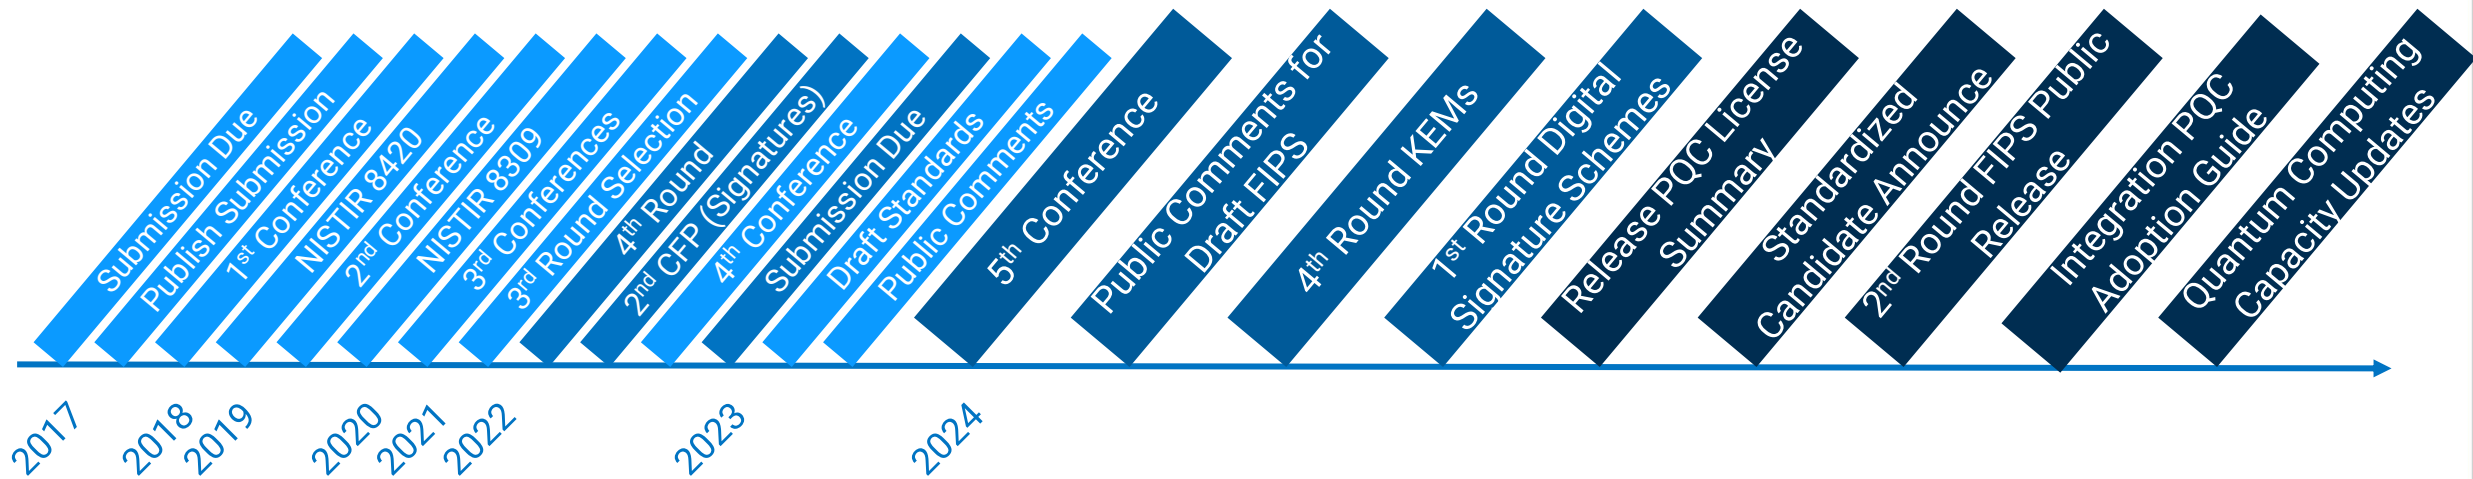 Submission Due
Publish Submission
1st Conference
NISTIR 8420
2nd Conference
NISTIR 8309
3rd Conferences
3rd Round Selection
4th Round
2nd CFP (Signatures)
4th Conference
Submission Due
Draft Standards
Public Comments
5th Conference
Public Comments for
Draft FIPS
4th Round KEMs
1st Round Digital
Signature Schemes
Release PQC License
Summary
Standardized
Candidate Announce
2nd Round FIPS Public
Release
Integration PQC
Adoption Guide
Quantum Computing
Capacity Updates
2017
2018
2019
2020
2021
2022
2023
2024